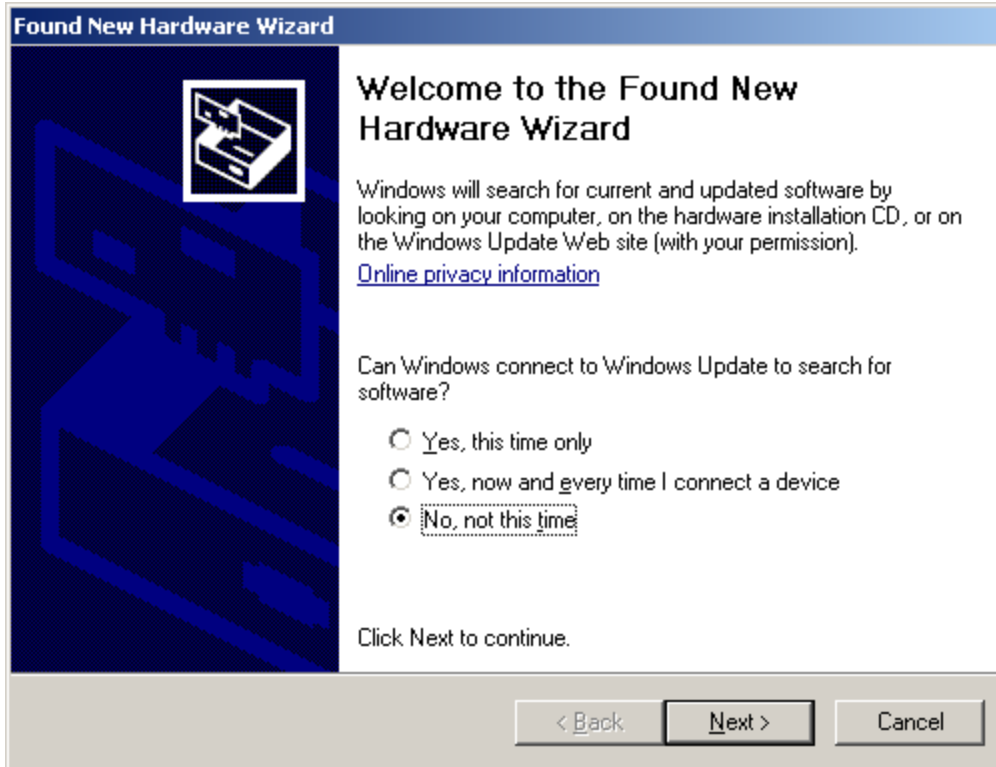 Found New Hardware Wizard
Welcome to the Found New
Hardware Wizard
Windows will search for current and updated software by
looking on your computer, on the hardware installation CD, or on
the Windows Update Web site (with your permission).
Online privacy information
Can Windows connect to Windows Update to search for
software?
Yes, this time only
Yes, now and every time I connect a device
No, not this time
Click Next to continue.
< Back
Next >
Cancel